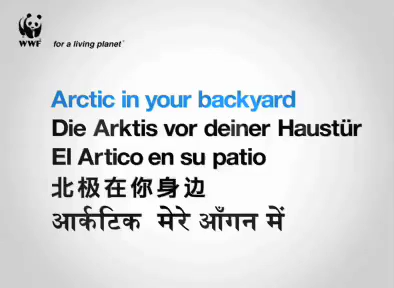 WWF for a living planet®
Arctic in your backyard
Die Arktis vor deiner Haustür
El Artico en su patio
北极在你身边
आर्कटिक मेरे आँगन में